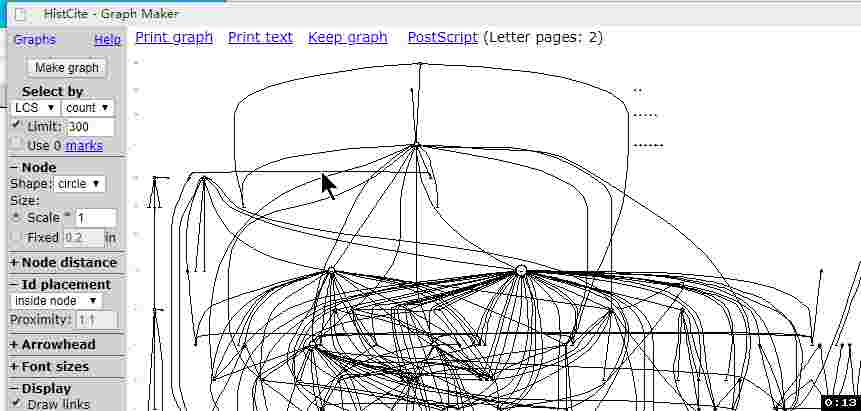 HistCite - Graph Maker
Graphs Help
Make graph
Select by
LCS count
Limit: 300
Use 0 marks
Node
Shape: circle
Size:
Scale * 1
Fixed 0.2 in
Node distance
Id placement
inside node
Proximity: 1.1
Arrowhead
Font sizes
Display
Draw links
Print graph Print text Keep graph PostScript (Letter pages: 2)
0:13